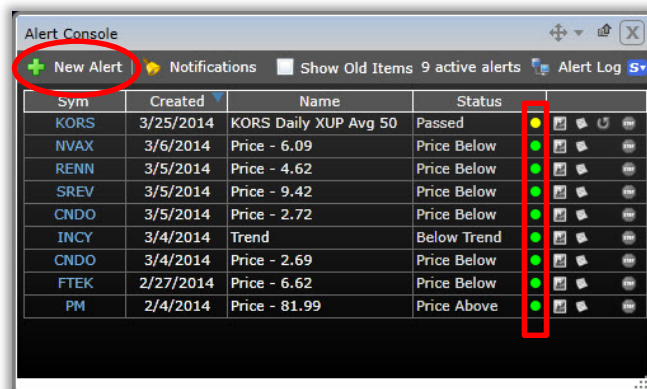 Alert Console
New Alert Notifications Show Old Items 9 active alerts Alert Log S
Sym Created Name Status
KORS 3/25/2014 KORS Daily XUP Avg 50 Passed
NVAX 3/6/2014 Price - 6.09 Price Below
RENN 3/5/2014 Price - 4.62 Price Below
SREV 3/5/2014 Price - 9.42 Price Below
CNDO 3/5/2014 Price - 2.72 Price Below
INCY 3/4/2014 Trend Below Trend
CNDO 3/4/2014 Price - 2.69 Price Below
FTEK 2/27/2014 Price - 6.62 Price Below
PM 2/4/2014 Price - 81.99 Price Above